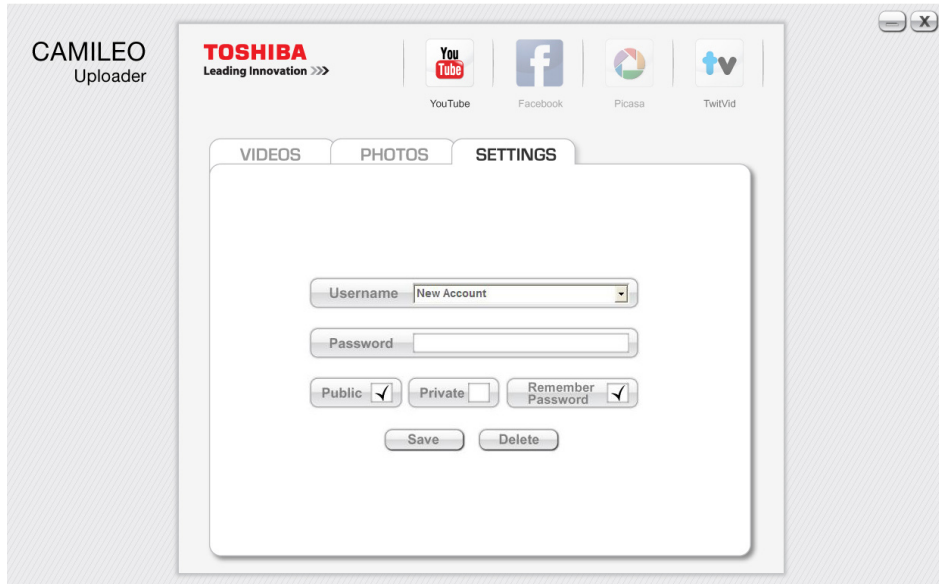 CAMILEO
Uploader
TOSHIBA
Leading Innovation >>>
You
Tube
f
tv
YouTube
Facebook
Picasa
TwitVid
X
VIDEOS
PHOTOS
SETTINGS
Username
New Account
Password
Public
Private
Remember
Password
Save
Delete